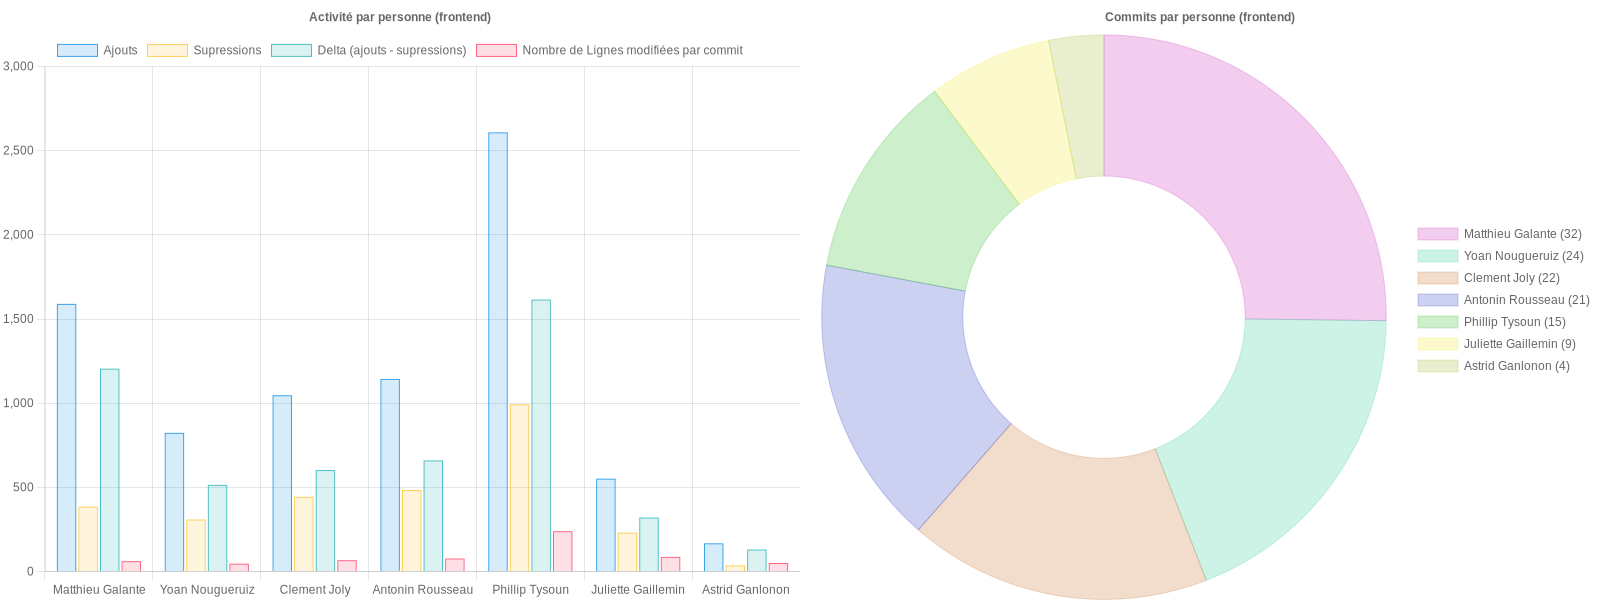 Activité par personne (frontend)
Ajouts Supressions Delta (ajouts - supressions) Nombre de Lignes modifiées par commit
3,000
2,500
2,000
1,500
1,000
500
0
Matthieu Galante Yoan Nougueruiz Clement Joly Antonin Rousseau Phillip Tysoun Juliette Gaillemin Astrid Ganlonon
Commits par personne (frontend)
Matthieu Galante (32)
Yoan Nougueruiz (24)
Clement Joly (22)
Antonin Rousseau (21)
Phillip Tysoun (15)
Juliette Gaillemin (9)
Astrid Ganlonon (4)